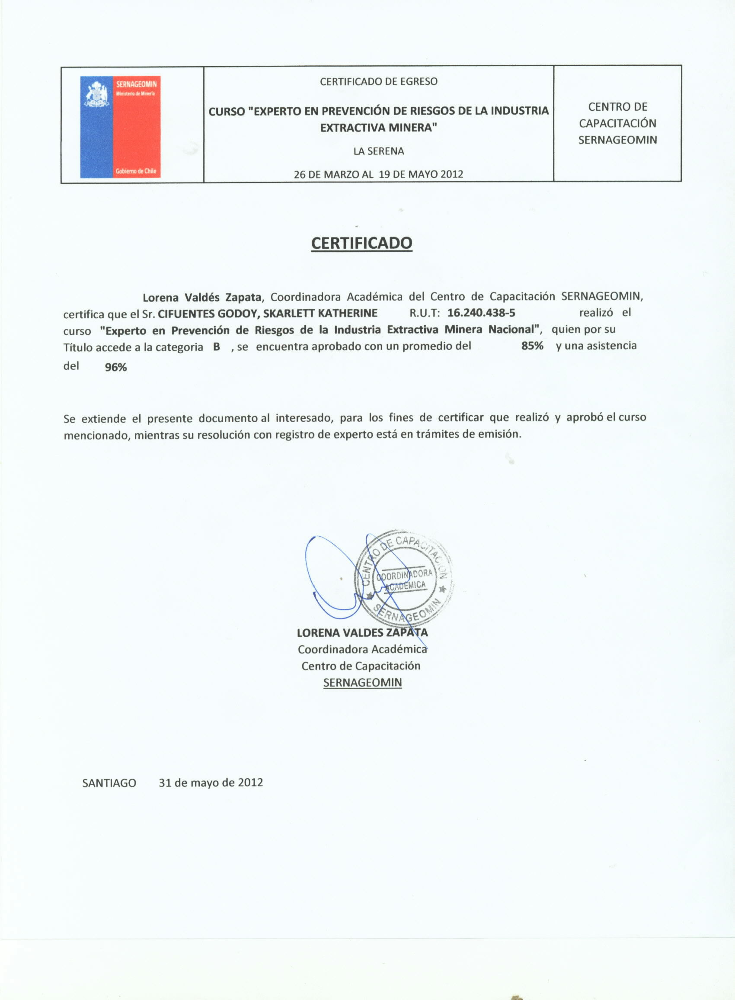 SERNAGEOMIN
Ministerio de Minería
Gobierno de Chile
CERTIFICADO DE EGRESO
CURSO "EXPERTO EN PREVENCIÓN DE RIESGOS DE LA INDUSTRIA
EXTRACTIVA MINERA"
LA SERENA
26 DE MARZO AL 19 DE MAYO 2012
CENTRO DE
CAPACITACIÓN
SERNAGEOMIN
CERTIFICADO
Lorena Valdés Zapata, Coordinadora Académica del Centro de Capacitación SERNAGEOMIN,
certifica que el Sr. CIFUENTES GODOY, SKARLETT KATHERINE R.U.T: 16.240.438-5 realizó el
curso "Experto en Prevención de Riesgos de la Industria Extractiva Minera Nacional", quien por su
Título accede a la categoria B , se encuentra aprobado con un promedio del 85% y una asistencia
del 96%
Se extiende el presente documento al interesado, para los fines de certificar que realizó y aprobó el curso
mencionado, mientras su resolución con registro de experto está en trámites de emisión.
CENTRO DE CAPACITACION
COORDINADORA
ACADEMICA
SERNAGEOMIN
LORENA VALDES ZAPATA
Coordinadora Académica
Centro de Capacitación
SERNAGEOMIN
SANTIAGO 31 de mayo de 2012